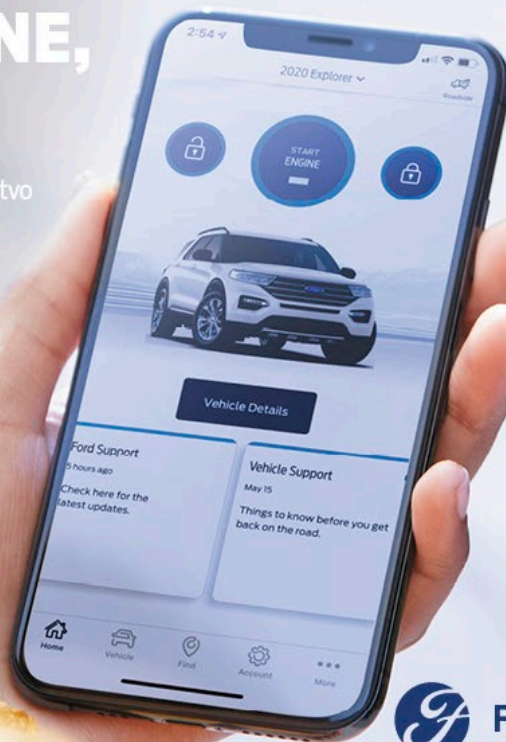 NE,
tvo
2:54
2020 Explorer
Roadside
START
ENGINE
Ford
Vehicle Details
Ford Support
5 hours ago
Check here for the
latest updates.
Vehicle Support
May 15
Things to know before you get
back on the road.
Home
Vehicle
Find
Account
More
F